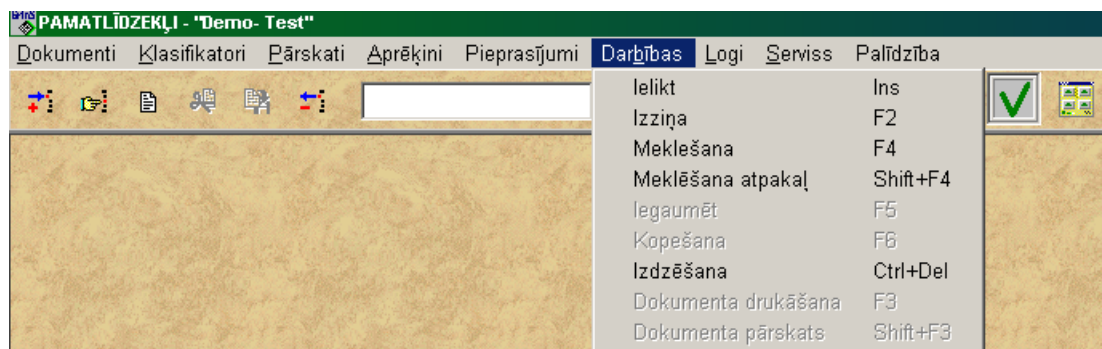 PAMATLĪDZEKĻI - "Demo- Test"
Dokumenti Klasifikatori Pārskati Aprēķini Pieprasījumi Darbības Logi Serviss Palīdzība
Ielikt Ins
Izziņa F2
Meklešana F4
Meklēšana atpakaļ Shift+F4
Iegaumēt F5
Kopešana F6
Izdzēšana Ctrl+Del
Dokumenta drukāšana F3
Dokumenta pārskats Shift+F3